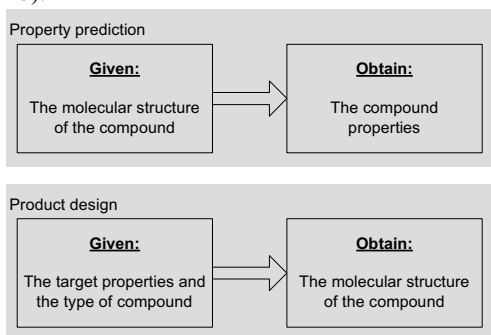 Property prediction
Given:
The molecular structure
of the compound
Obtain:
The compound
properties
Product design
Given:
The target properties and
the type of compound
Obtain:
The molecular structure
of the compound